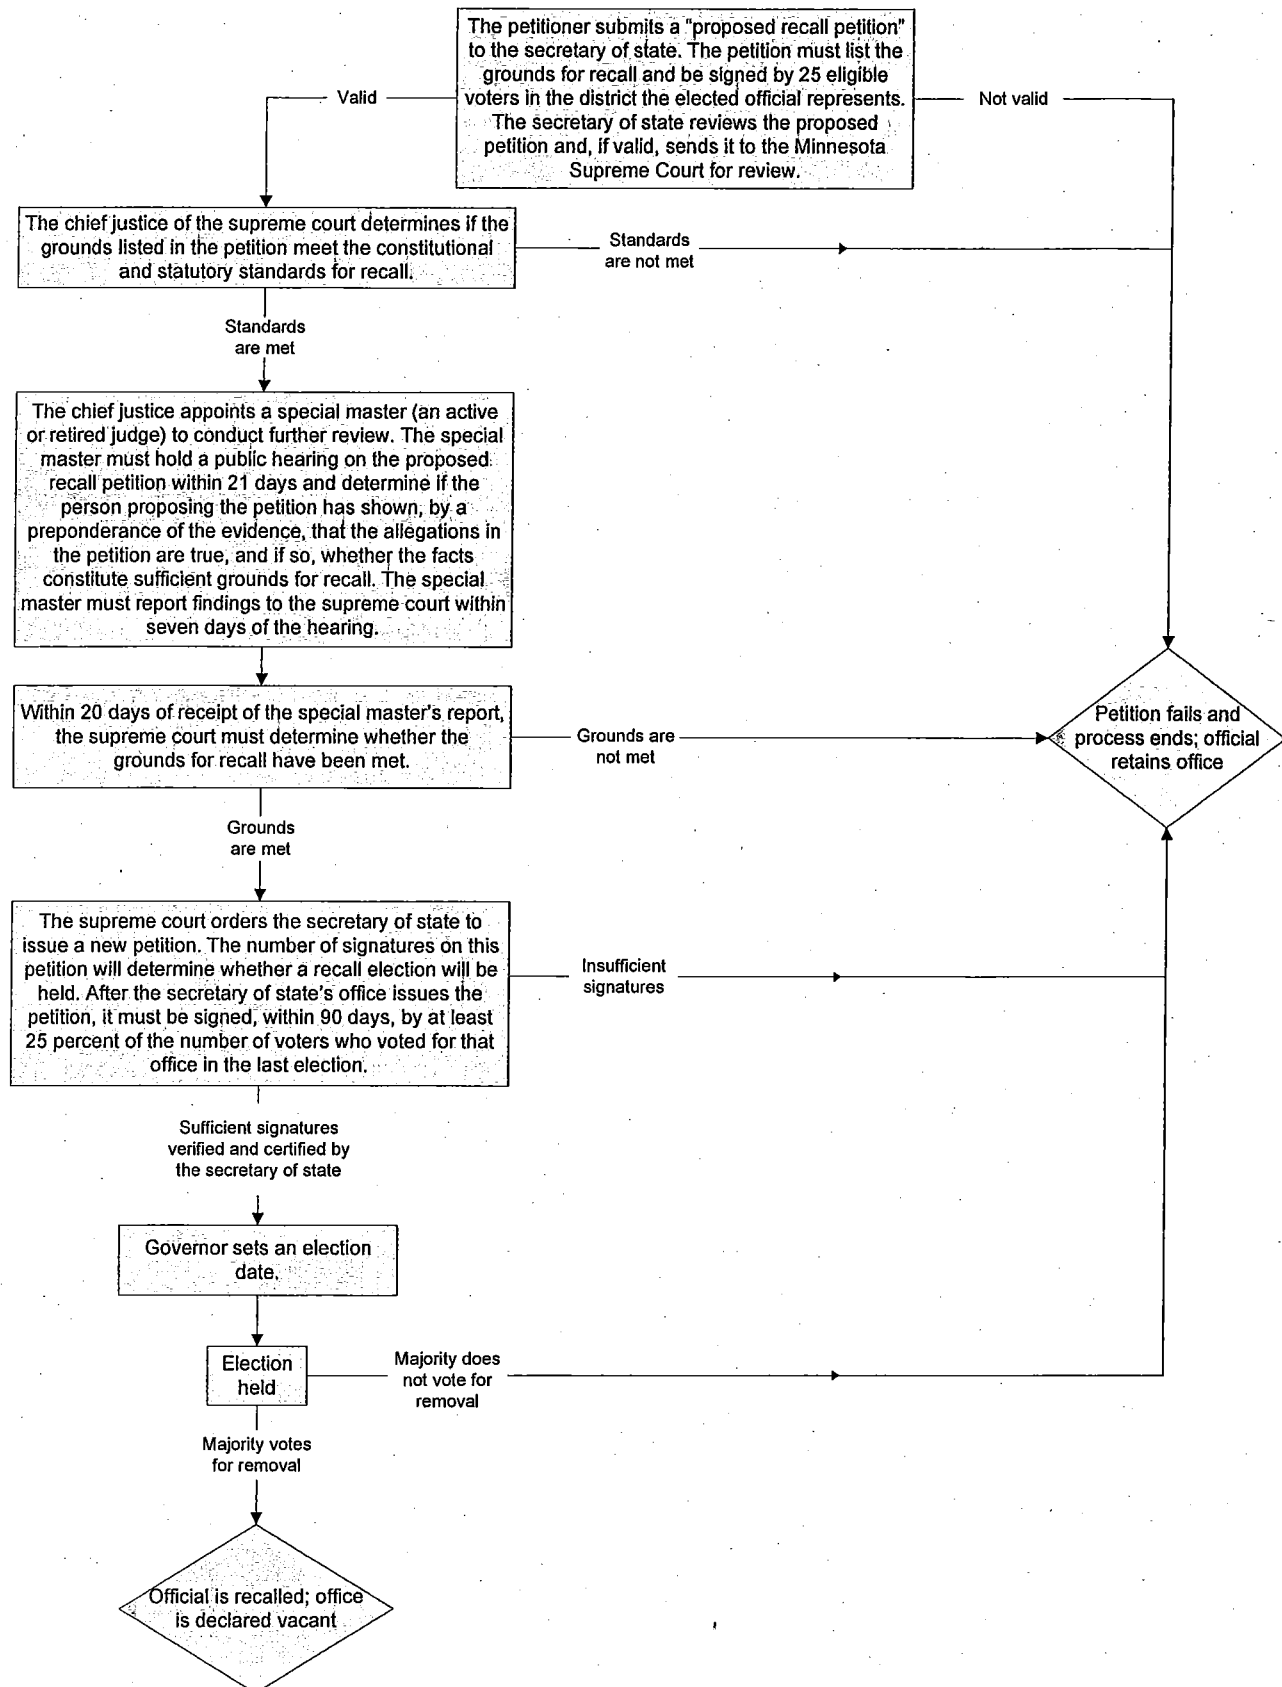 The petitioner submits a "proposed recall petition"
to the secretary of state. The petition must list the
grounds for recall and be signed by 25 eligible
voters in the district the elected official represents.
The secretary of state reviews the proposed
petition and, if valid, sends it to the Minnesota
Supreme Court for review.
Valid
Not valid
The chief justice of the supreme court determines if the
grounds listed in the petition meet the constitutional
and statutory standards for recall.
Standards
are not met
Standards
are met
The chief justice appoints a special master (an active
or retired judge) to conduct further review. The special
master must hold a public hearing on the proposed
recall petition within 21 days and determine if the
person proposing the petition has shown, by a
preponderance of the evidence, that the allegations in
the petition are true, and if so, whether the facts
constitute sufficient grounds for recall. The special
master must report findings to the supreme court within
seven days of the hearing.
Within 20 days of receipt of the special master's report,
the supreme court must determine whether the
grounds for recall have been met.
Grounds are
not met
Petition fails and
process ends; official
retains office
Grounds
are met
The supreme court orders the secretary of state to
issue a new petition. The number of signatures on this
petition will determine whether a recall election will be
held. After the secretary of state's office issues the
petition, it must be signed, within 90 days, by at least
25 percent of the number of voters who voted for that
office in the last election.
Insufficient
signatures
Sufficient signatures
verified and certified by
the secretary of state
Governor sets an election
date.
Election
held
Majority does
not vote for
removal
Majority votes
for removal
Official is recalled; office
is declared vacant